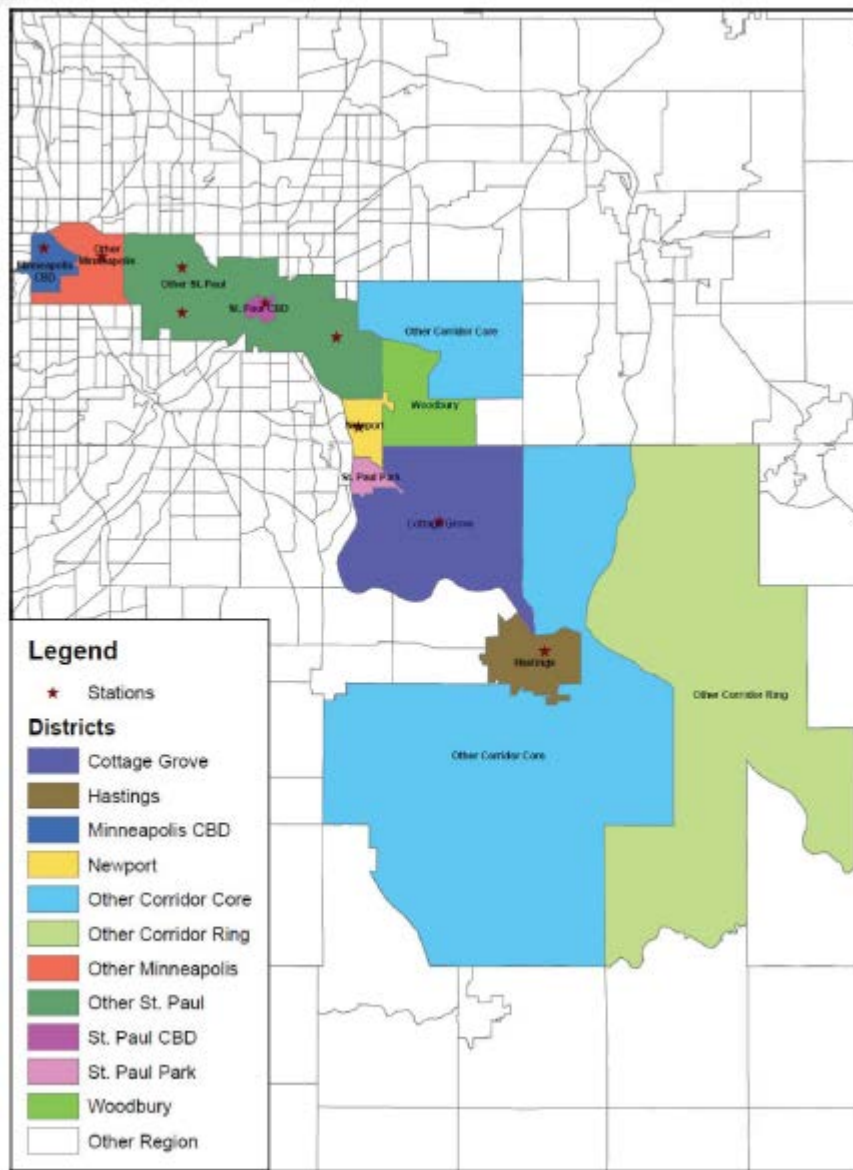 Other
Minneapolis
Minneapolis
CBD
Other St. Paul
St. Paul CBD
Other Corridor Core
Woodbury
Newport
St. Paul Park
Cottage Grove
Hastings
Other Corridor Ring
Other Corridor Core
Legend
Stations
Districts
Cottage Grove
Hastings
Minneapolis CBD
Newport
Other Corridor Core
Other Corridor Ring
Other Minneapolis
Other St. Paul
St. Paul CBD
St. Paul Park
Woodbury
Other Region